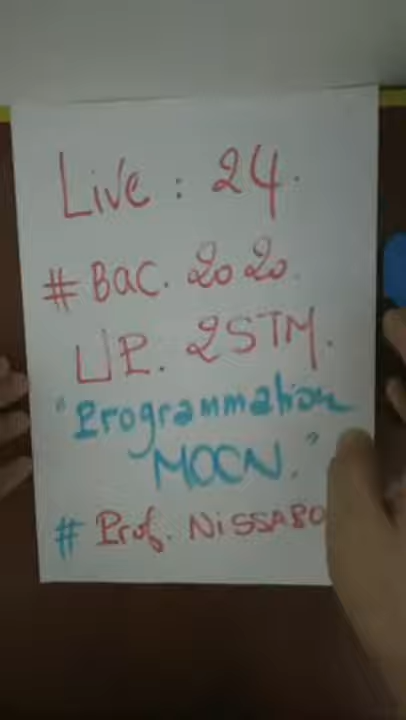 Live : 24.
# BAC. 2020.
UP. 2STM.
"Programmation
MOCN."
# Prof. NISSABO